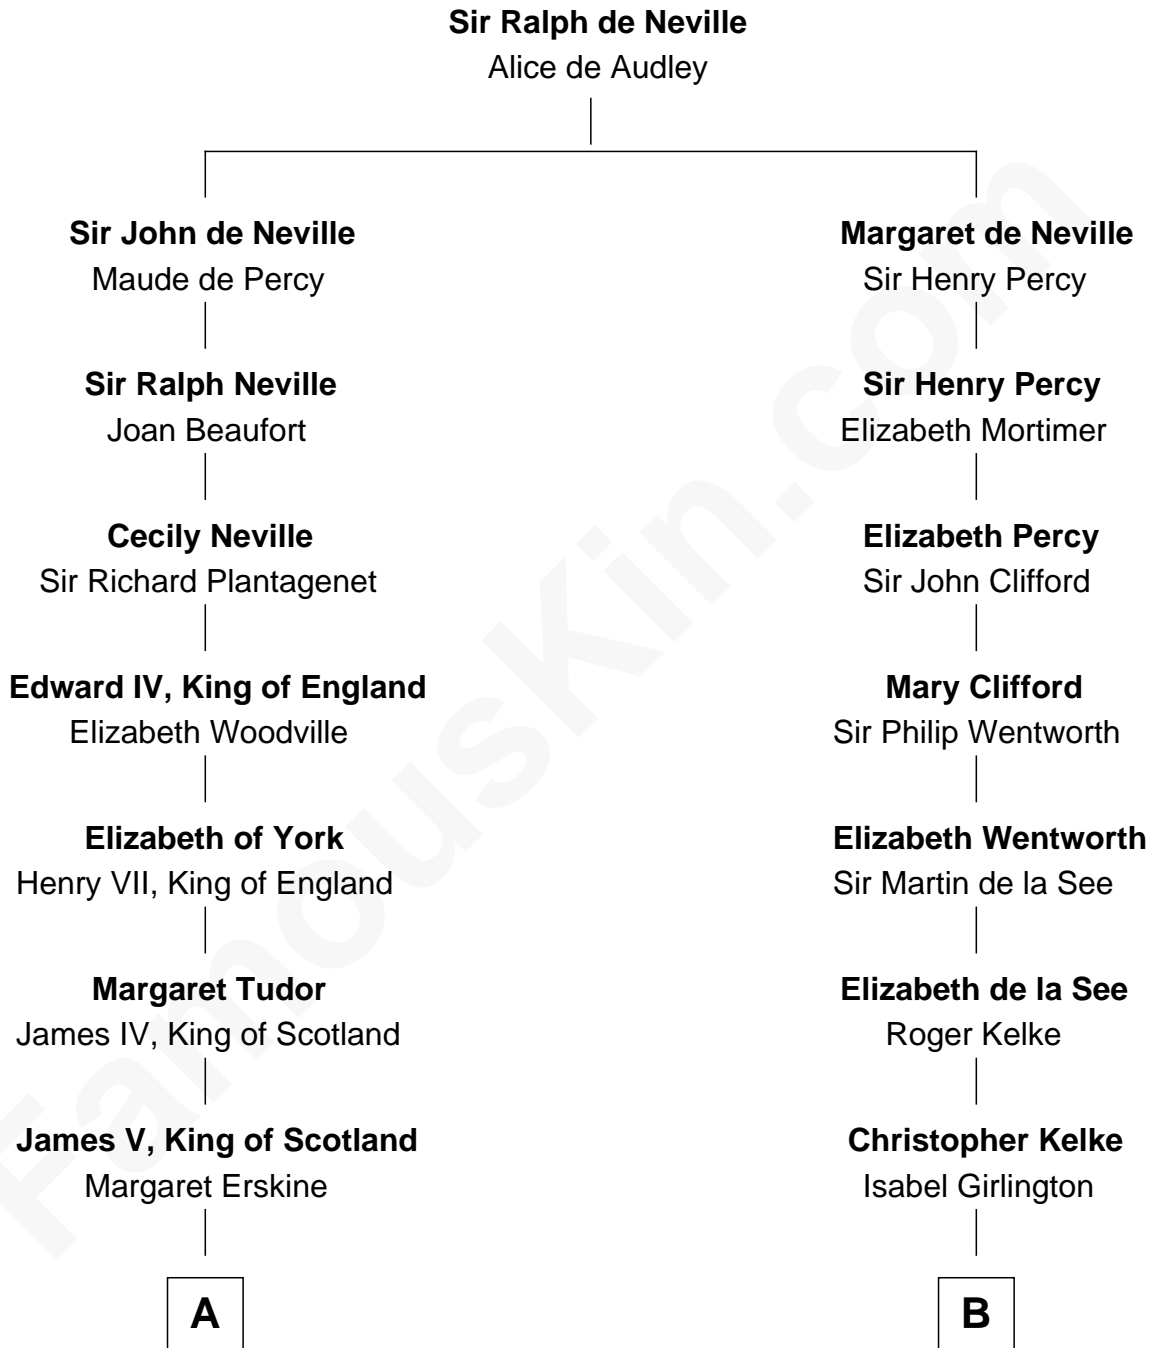 Sir Ralph de Neville
Alice de Audley
Sir John de Neville
Maude de Percy
Margaret de Neville
Sir Henry Percy
Sir Ralph Neville
Joan Beaufort
Sir Henry Percy
Elizabeth Mortimer
Cecily Neville
Sir Richard Plantagenet
Elizabeth Percy
Sir John Clifford
Edward IV, King of England
Elizabeth Woodville
Mary Clifford
Sir Philip Wentworth
Elizabeth of York
Henry VII, King of England
Elizabeth Wentworth
Sir Martin de la See
Margaret Tudor
James IV, King of Scotland
Elizabeth de la See
Roger Kelke
James V, King of Scotland
Margaret Erskine
Christopher Kelke
Isabel Girlington
A
B
FamousKin.com